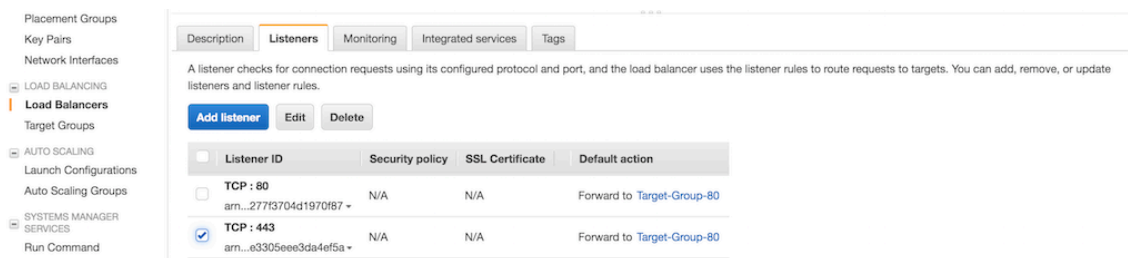 Placement Groups
Key Pairs
Network Interfaces
LOAD BALANCING
Load Balancers
Target Groups
AUTO SCALING
Launch Configurations
Auto Scaling Groups
SYSTEMS MANAGER
SERVICES
Run Command
Description Listeners Monitoring Integrated services Tags
A listener checks for connection requests using its configured protocol and port, and the load balancer uses the listener rules to route requests to targets. You can add, remove, or update
listeners and listener rules.
Add listener Edit Delete
Listener ID Security policy SSL Certificate Default action
TCP : 80
arn...277f3704d1970f87
N/A N/A Forward to Target-Group-80
TCP : 443
arn...e3305eee3da4ef5a
N/A N/A Forward to Target-Group-80